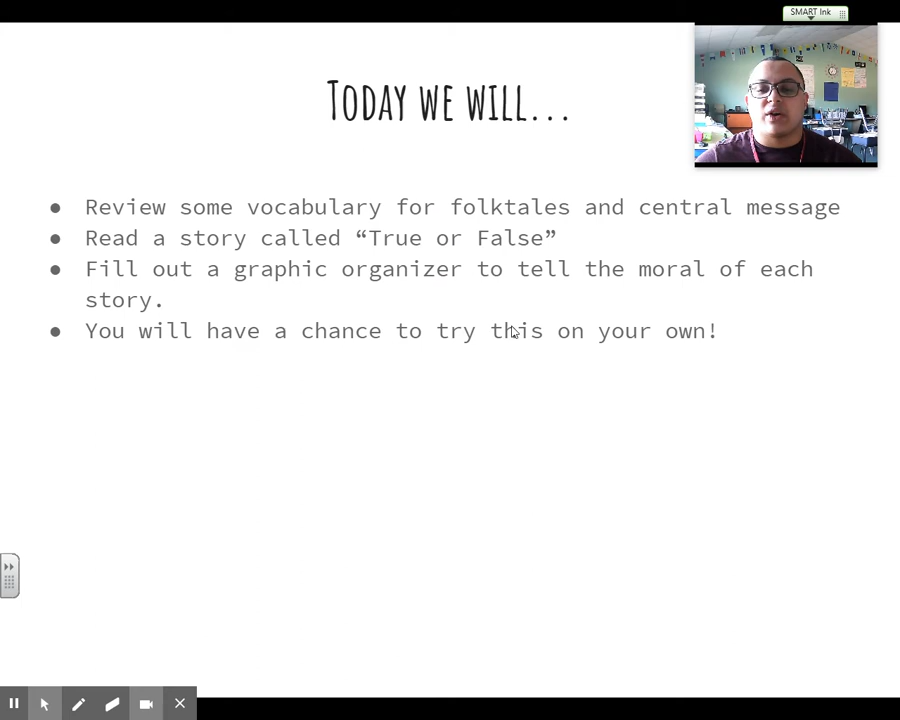 SMART Ink
Today we will...
● Review some vocabulary for folktales and central message
● Read a story called “True or False”
● Fill out a graphic organizer to tell the moral of each
story.
● You will have a chance to try this on your own!